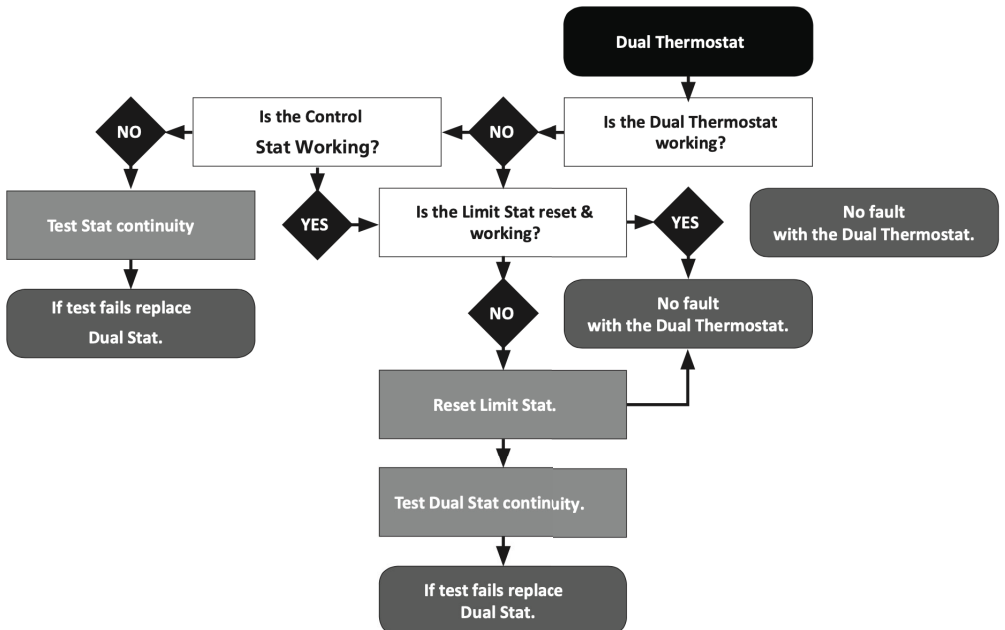 Dual Thermostat
Is the Dual Thermostat
working?
NO
Is the Control
Stat Working?
NO
Test Stat continuity
If test fails replace
Dual Stat.
YES
Is the Limit Stat reset &
working?
YES
No fault
with the Dual Thermostat.
No fault
with the Dual Thermostat.
NO
Reset Limit Stat.
Test Dual Stat continuity.
If test fails replace
Dual Stat.